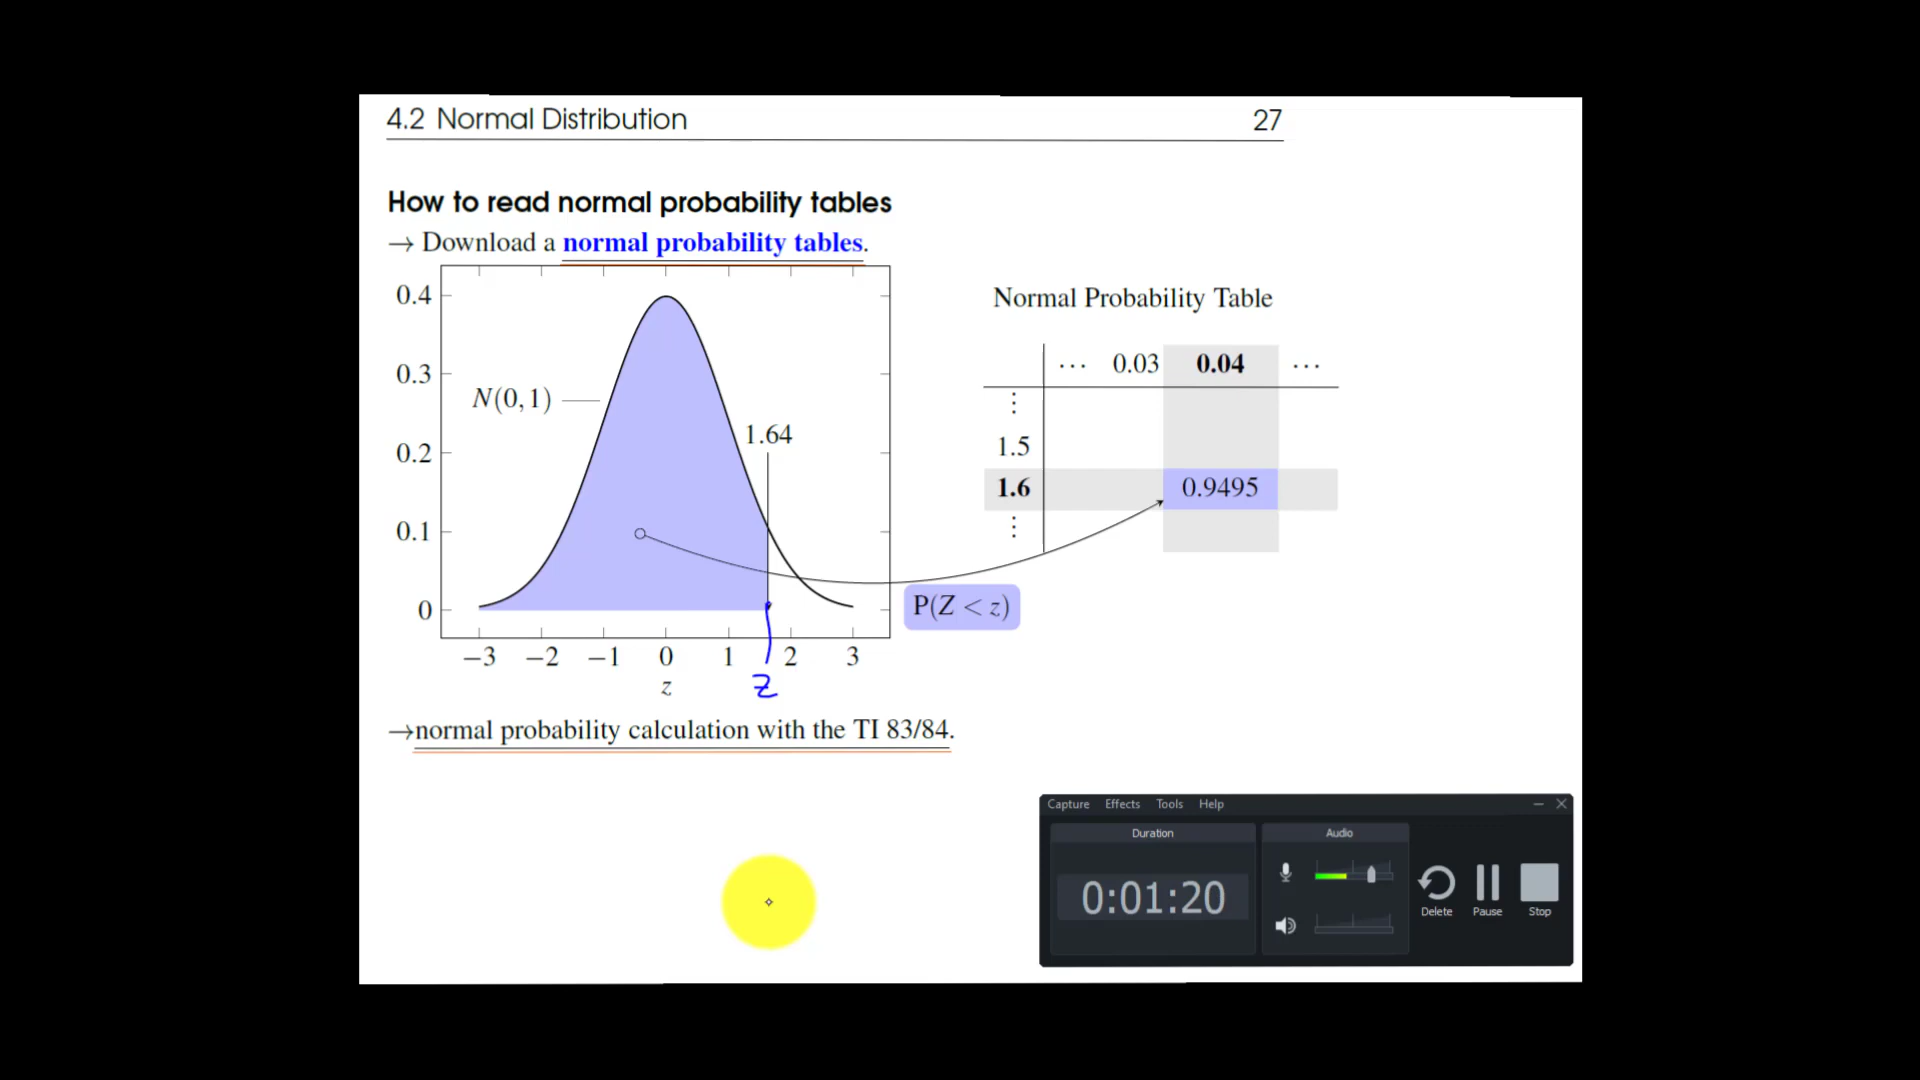 4.2 Normal Distribution 27
How to read normal probability tables
→ Download a normal probability tables.
Normal Probability Table
0.4
0.3
0.2
0.1
0
N(0,1)
1.64
−3 −2 −1 0 1 2 3
z
z
⋯ 0.03 0.04 ⋯
⋮
1.5
1.6 0.9495
⋮
P(Z < z)
→normal probability calculation with the TI 83/84.
Capture Effects Tools Help
Duration Audio
0:01:20
Delete Pause Stop